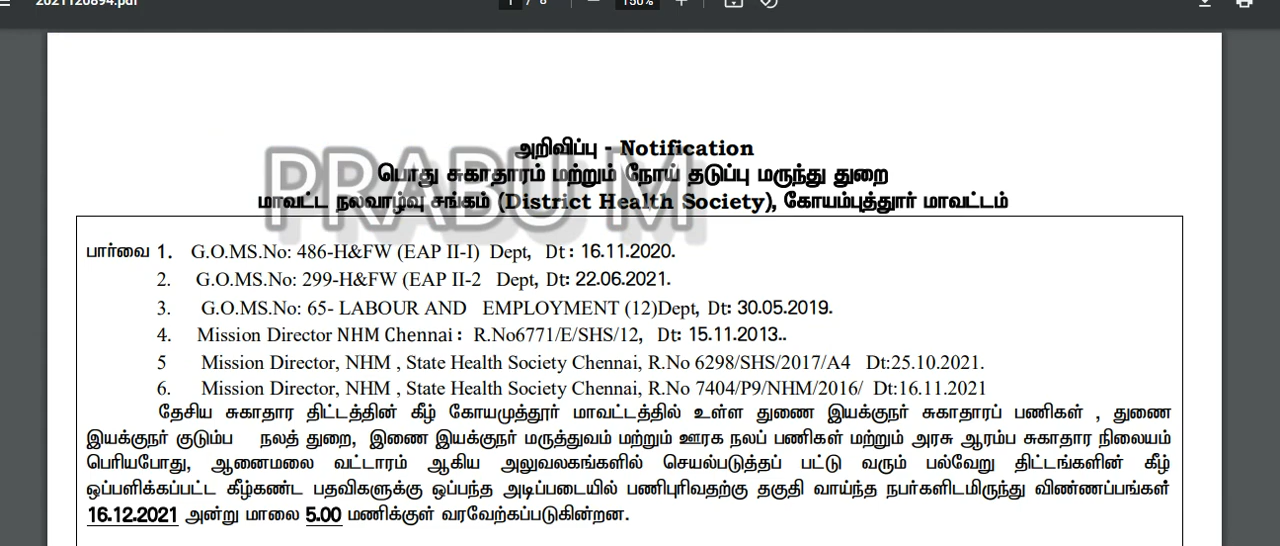 2021120894.pdf 1 / 8 150%
PRABU M
அறிவிப்பு - Notification
பொது சுகாதாரம் மற்றும் நோய் தடுப்பு மருந்து துறை
மாவட்ட நலவாழ்வு சங்கம் (District Health Society), கோயம்புத்தூர் மாவட்டம்
பார்வை 1. G.O.MS.No: 486-H&FW (EAP II-I) Dept, Dt : 16.11.2020.
2. G.O.MS.No: 299-H&FW (EAP II-2 Dept, Dt: 22.06.2021.
3. G.O.MS.No: 65- LABOUR AND EMPLOYMENT (12)Dept, Dt: 30.05.2019.
4. Mission Director NHM Chennai : R.No6771/E/SHS/12, Dt: 15.11.2013..
5 Mission Director, NHM , State Health Society Chennai, R.No 6298/SHS/2017/A4 Dt:25.10.2021.
6. Mission Director, NHM , State Health Society Chennai, R.No 7404/P9/NHM/2016/ Dt:16.11.2021
தேசிய சுகாதார திட்டத்தின் கீழ் கோயமுத்தூர் மாவட்டத்தில் உள்ள துணை இயக்குநர் சுகாதாரப் பணிகள் , துணை
இயக்குநர் குடும்ப நலத் துறை, இணை இயக்குநர் மருத்துவம் மற்றும் ஊரக நலப் பணிகள் மற்றும் அரசு ஆரம்ப சுகாதார நிலையம்
பெரியபோது, ஆனைமலை வட்டாரம் ஆகிய அலுவலகங்களில் செயல்படுத்தப் பட்டு வரும் பல்வேறு திட்டங்களின் கீழ்
ஒப்பளிக்கப்பட்ட கீழ்கண்ட பதவிகளுக்கு ஒப்பந்த அடிப்படையில் பணிபுரிவதற்கு தகுதி வாய்ந்த நபர்களிடமிருந்து விண்ணப்பங்கள்
16.12.2021 அன்று மாலை 5.00 மணிக்குள் வரவேற்கப்படுகின்றன.